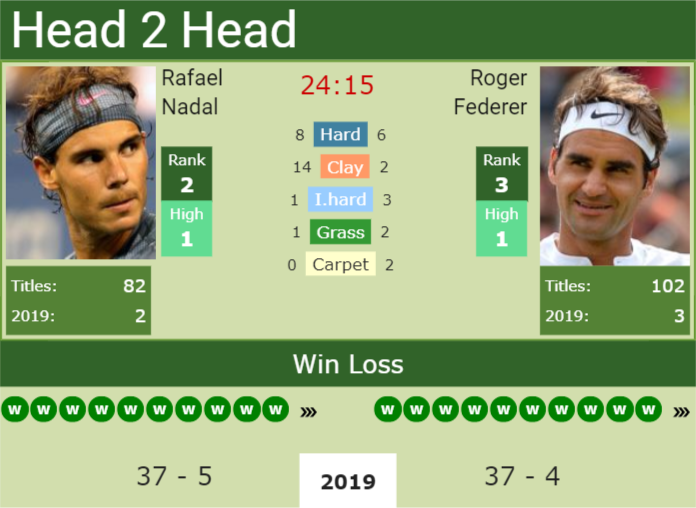 Head 2 Head
Rafael
Nadal
Rank
2
High
1
Titles: 82
2019: 2
24:15
8 Hard 6
14 Clay 2
1 I.hard 3
1 Grass 2
0 Carpet 2
Roger
Federer
Rank
3
High
1
Titles: 102
2019: 3
Win Loss
W W W W W W W W W W »› W W W W W W W W W W »›
37 - 5 2019 37 - 4